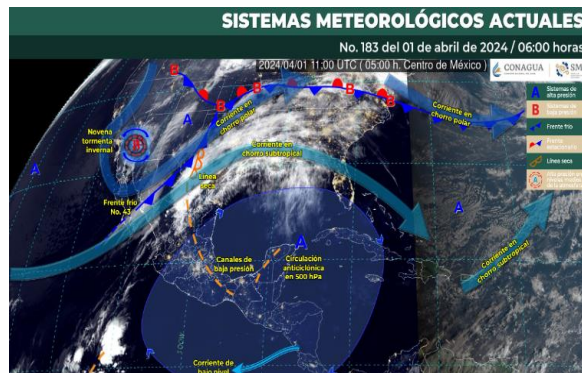 SISTEMAS METEOROLÓGICOS ACTUALES
No. 183 del 01 de abril de 2024 / 06:00 horas
2024/04/01 11:00 UTC ( 05:00 h. Centro de México )
CONAGUA
A
Sistemas de
alta presión
B
Sistemas de
baja presión
Frente frío
Frente
estacionario
Línea seca
B
B
B
B
B
B
A
A
A
A
Corriente en
chorro polar
Corriente en
chorro polar
Novena
tormenta
invernal
B
Corriente en
chorro subtropical
Línea
seca
Frente frío
No. 43
Canales de
baja presión
Circulación
anticiclónica
en 500 hPa
Corriente en
chorro subtropical
Corriente de
bajo nivel